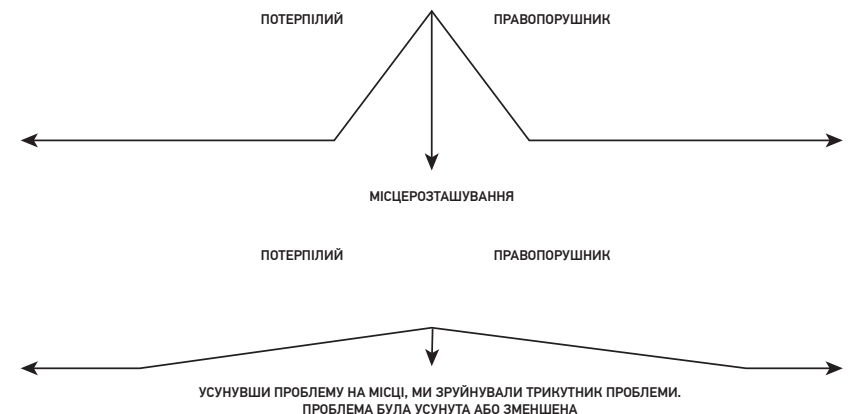 ПОТЕРПІЛИЙ ПРАВОПОРУШНИК
МІСЦЕРОЗТАШУВАННЯ
ПОТЕРПІЛИЙ ПРАВОПОРУШНИК
УСУНУВШИ ПРОБЛЕМУ НА МІСЦІ, МИ ЗРУЙНУВАЛИ ТРИКУТНИК ПРОБЛЕМИ.
ПРОБЛЕМА БУЛА УСУНУТА АБО ЗМЕНШЕНА